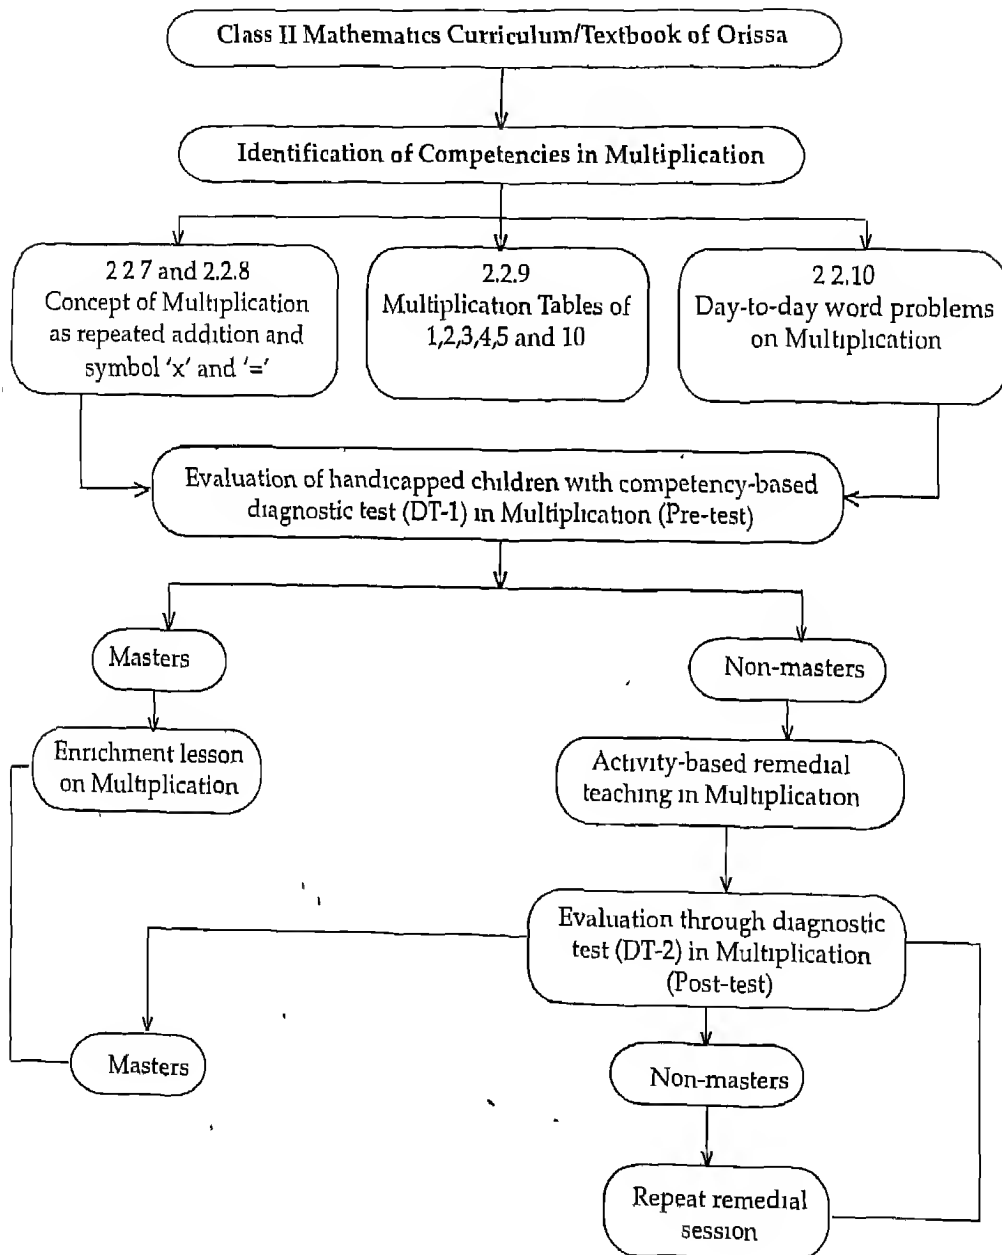 Class II Mathematics Curriculum/Textbook of Orissa
Identification of Competencies in Multiplication
2 2 7 and 2.2.8
Concept of Multiplication
as repeated addition and
symbol 'x' and '='
2.2.9
Multiplication Tables of
1,2,3,4,5 and 10
2 2.10
Day-to-day word problems
on Multiplication
Evaluation of handicapped children with competency-based
diagnostic test (DT-1) in Multiplication (Pre-test)
Masters
Non-masters
Enrichment lesson
on Multiplication
Activity-based remedial
teaching in Multiplication
Evaluation through diagnostic
test (DT-2) in Multiplication
(Post-test)
Masters
Non-masters
Repeat remedial
session